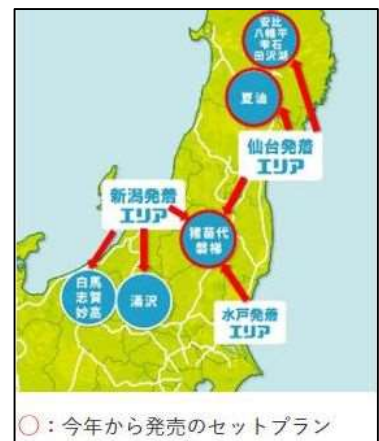 安比
八幡平
雫石
田沢湖
夏油
仙台発着
エリア
新潟発着
エリア
猪苗代
磐梯
白馬
志賀
妙高
湯沢
水戸発着
エリア
○：今年から発売のセットプラン